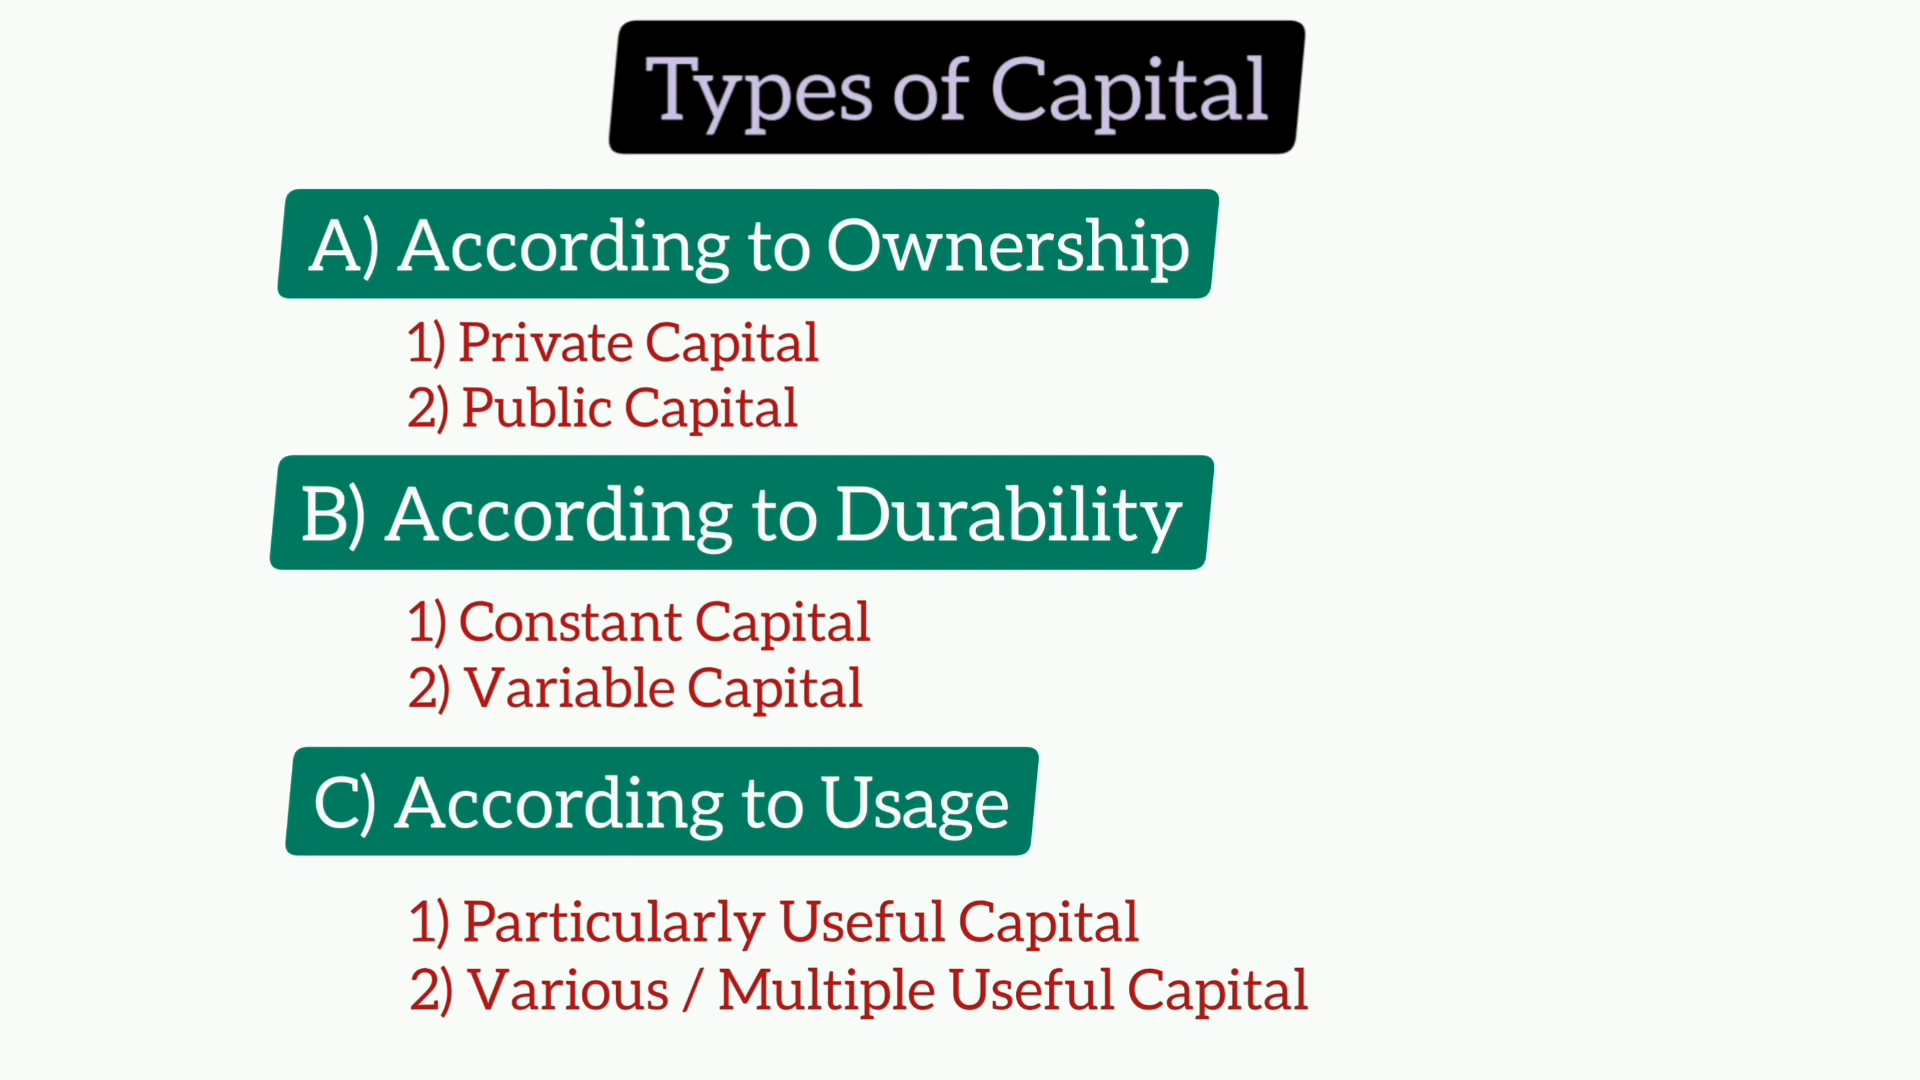 Types of Capital
A) According to Ownership
1) Private Capital
2) Public Capital
B) According to Durability
1) Constant Capital
2) Variable Capital
C) According to Usage
1) Particularly Useful Capital
2) Various / Multiple Useful Capital